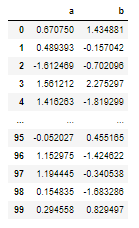 a b
0 0.670750 1.434881
1 0.489393 -0.157042
2 -1.612469 -0.702096
3 1.561212 2.275297
4 1.416263 -1.819299
... ... ...
95 -0.052027 0.455165
96 1.152975 -1.424622
97 1.194445 -0.340538
98 0.154835 -1.683286
99 0.294558 0.829497